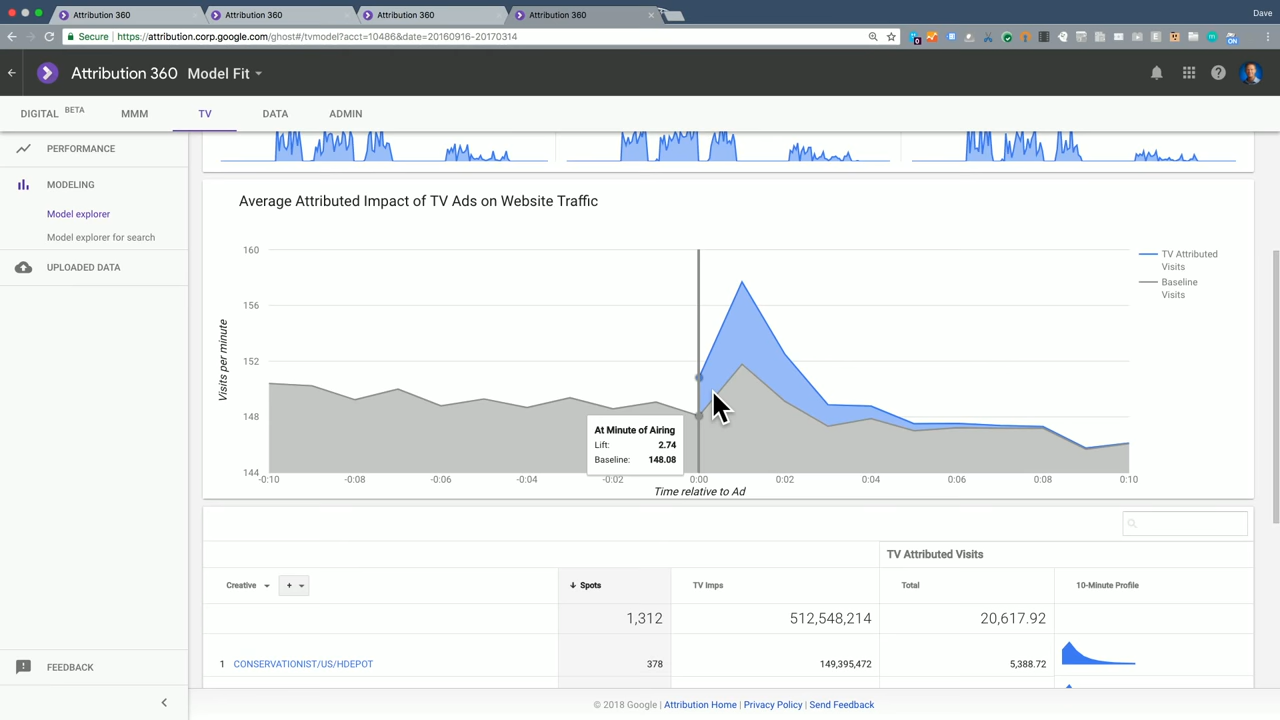 Attribution 360
Attribution 360
Attribution 360
Attribution 360
Dave
Secure | https://attribution.corp.google.com/ghost#/tvmodel?acct=10486&date=20160916-20170314
Attribution 360 Model Fit
DIGITAL BETA
MMM
TV
DATA
ADMIN
PERFORMANCE
MODELING
Model explorer
Model explorer for search
UPLOADED DATA
FEEDBACK
Average Attributed Impact of TV Ads on Website Traffic
Visits per minute
160
156
152
148
144
TV Attributed
Visits
Baseline
Visits
At Minute of Airing
Lift: 2.74
Baseline: 148.08
-0:10 -0:08 -0:06 -0:04 -0:02 0:00 0:02 0:04 0:06 0:08 0:10
Time relative to Ad
TV Attributed Visits
Creative + Spots TV Imps Total 10-Minute Profile
1,312 512,548,214 20,617.92
1 CONSERVATIONIST/US/HDEPOT 378 149,395,472 5,388.72
© 2018 Google | Attribution Home | Privacy Policy | Send Feedback